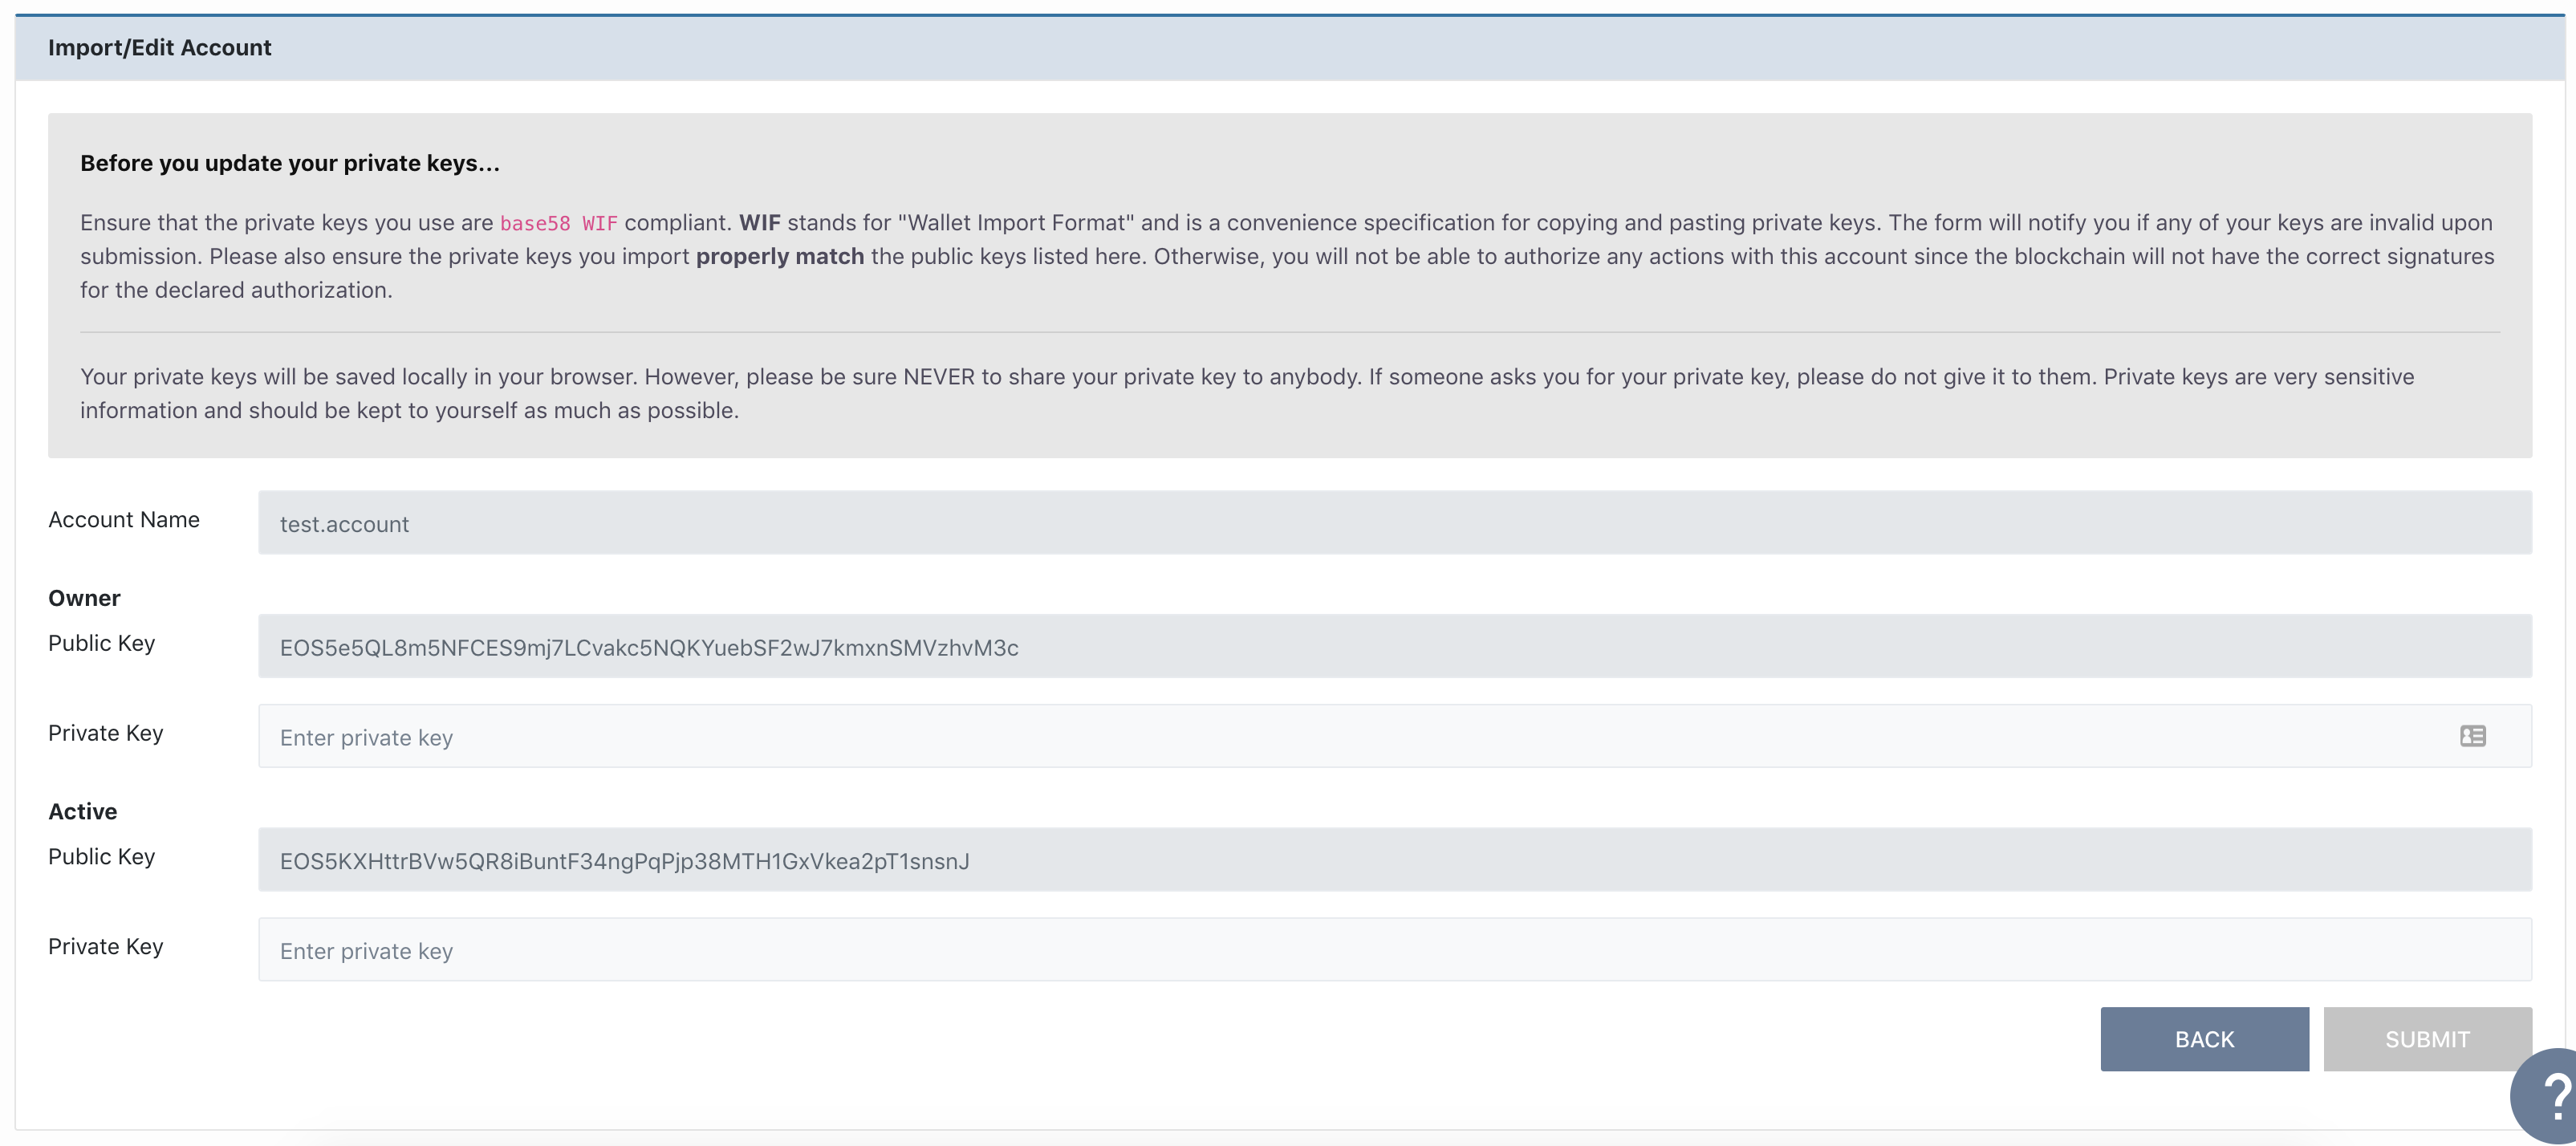 Import/Edit Account
Before you update your private keys...
Ensure that the private keys you use are base58 WIF compliant. WIF stands for "Wallet Import Format" and is a convenience specification for copying and pasting private keys. The form will notify you if any of your keys are invalid upon
submission. Please also ensure the private keys you import properly match the public keys listed here. Otherwise, you will not be able to authorize any actions with this account since the blockchain will not have the correct signatures
for the declared authorization.
Your private keys will be saved locally in your browser. However, please be sure NEVER to share your private key to anybody. If someone asks you for your private key, please do not give it to them. Private keys are very sensitive
information and should be kept to yourself as much as possible.
Account Name test.account
Owner
Public Key EOS5e5QL8m5NFCES9mj7LCvakc5NQKYuebSF2wJ7kmxnSMVzhvM3c
Private Key Enter private key
Active
Public Key EOS5KXHttrBVw5QR8iBuntF34ngPqPjp38MTH1GxVkea2pT1snsnJ
Private Key Enter private key
BACK SUBMIT
?